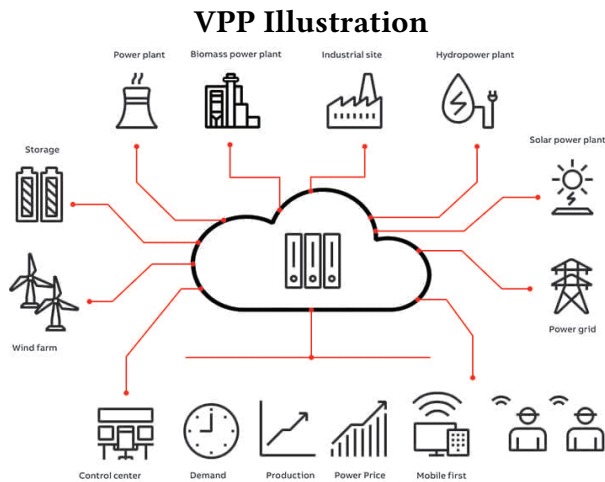 VPP Illustration
Power plant
Biomass power plant
Industrial site
Hydropower plant
Storage
Solar power plant
Wind farm
Power grid
Control center
Demand
Production
Power Price
Mobile first